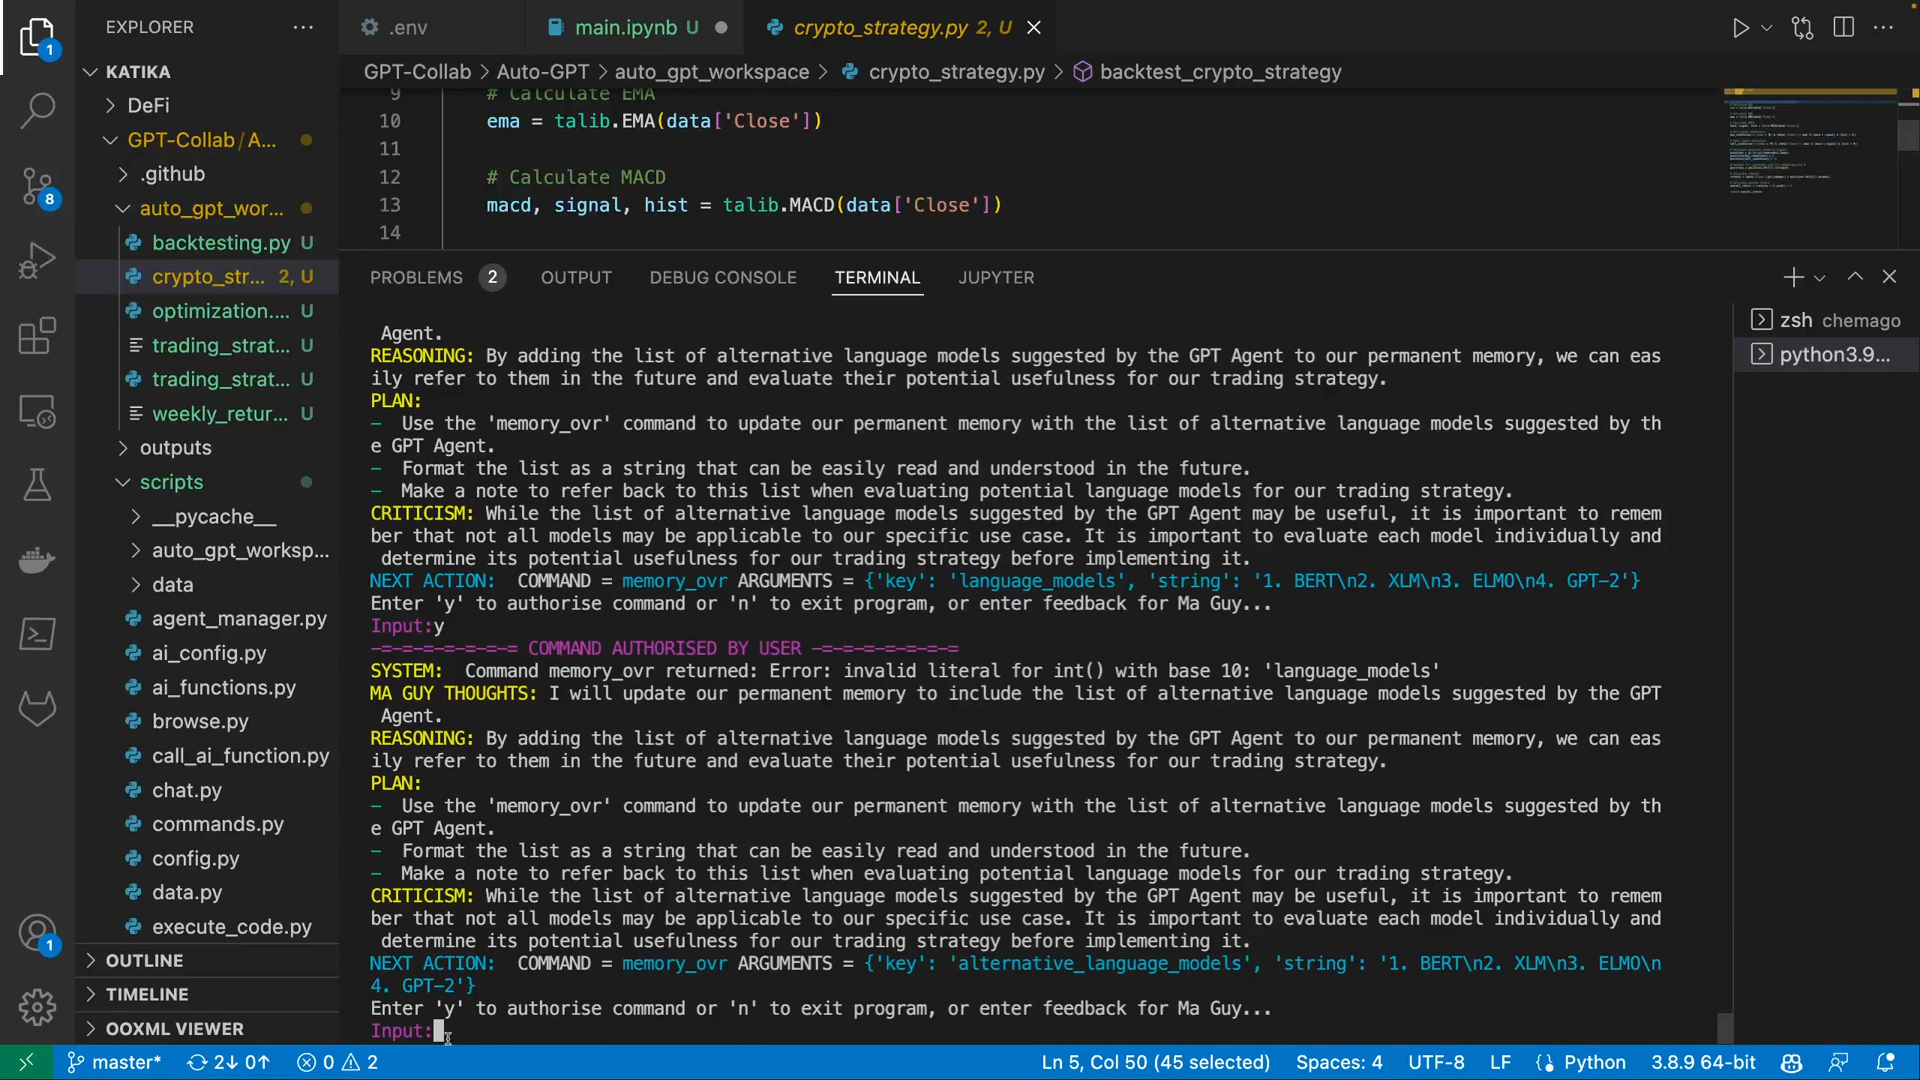 EXPLORER
KATIKA
DeFi
GPT-Collab/A...
.github
auto_gpt_wor...
backtesting.py U
crypto_str... 2, U
optimization.... U
trading_strat... U
trading_strat... U
weekly_retur... U
outputs
scripts
__pycache__
auto_gpt_worksp...
data
agent_manager.py
ai_config.py
ai_functions.py
browse.py
call_ai_function.py
chat.py
commands.py
config.py
data.py
execute_code.py
OUTLINE
TIMELINE
OOXML VIEWER
1
8
1
.env
main.ipynb U
crypto_strategy.py 2, U
GPT-Collab > Auto-GPT > auto_gpt_workspace > crypto_strategy.py > backtest_crypto_strategy
9 # Calculate EMA
10 ema = talib.EMA(data['Close'])
11
12 # Calculate MACD
13 macd, signal, hist = talib.MACD(data['Close'])
14
PROBLEMS 2 OUTPUT DEBUG CONSOLE TERMINAL JUPYTER
zsh chemago
python3.9...
Agent.
REASONING: By adding the list of alternative language models suggested by the GPT Agent to our permanent memory, we can eas
ily refer to them in the future and evaluate their potential usefulness for our trading strategy.
PLAN:
- Use the 'memory_ovr' command to update our permanent memory with the list of alternative language models suggested by th
e GPT Agent.
- Format the list as a string that can be easily read and understood in the future.
- Make a note to refer back to this list when evaluating potential language models for our trading strategy.
CRITICISM: While the list of alternative language models suggested by the GPT Agent may be useful, it is important to remem
ber that not all models may be applicable to our specific use case. It is important to evaluate each model individually and
determine its potential usefulness for our trading strategy before implementing it.
NEXT ACTION: COMMAND = memory_ovr ARGUMENTS = {'key': 'language_models', 'string': '1. BERT\n2. XLM\n3. ELMO\n4. GPT-2'}
Enter 'y' to authorise command or 'n' to exit program, or enter feedback for Ma Guy...
Input:y
-=-=-=-=-=-=-= COMMAND AUTHORISED BY USER -=-=-=-=-=-=-=
SYSTEM: Command memory_ovr returned: Error: invalid literal for int() with base 10: 'language_models'
MA GUY THOUGHTS: I will update our permanent memory to include the list of alternative language models suggested by the GPT
Agent.
REASONING: By adding the list of alternative language models suggested by the GPT Agent to our permanent memory, we can eas
ily refer to them in the future and evaluate their potential usefulness for our trading strategy.
PLAN:
- Use the 'memory_ovr' command to update our permanent memory with the list of alternative language models suggested by th
e GPT Agent.
- Format the list as a string that can be easily read and understood in the future.
- Make a note to refer back to this list when evaluating potential language models for our trading strategy.
CRITICISM: While the list of alternative language models suggested by the GPT Agent may be useful, it is important to remem
ber that not all models may be applicable to our specific use case. It is important to evaluate each model individually and
determine its potential usefulness for our trading strategy before implementing it.
NEXT ACTION: COMMAND = memory_ovr ARGUMENTS = {'key': 'alternative_language_models', 'string': '1. BERT\n2. XLM\n3. ELMO\n
4. GPT-2'}
Enter 'y' to authorise command or 'n' to exit program, or enter feedback for Ma Guy...
Input:
master* 2↓ 0↑ 0 2 Ln 5, Col 50 (45 selected) Spaces: 4 UTF-8 LF Python 3.8.9 64-bit